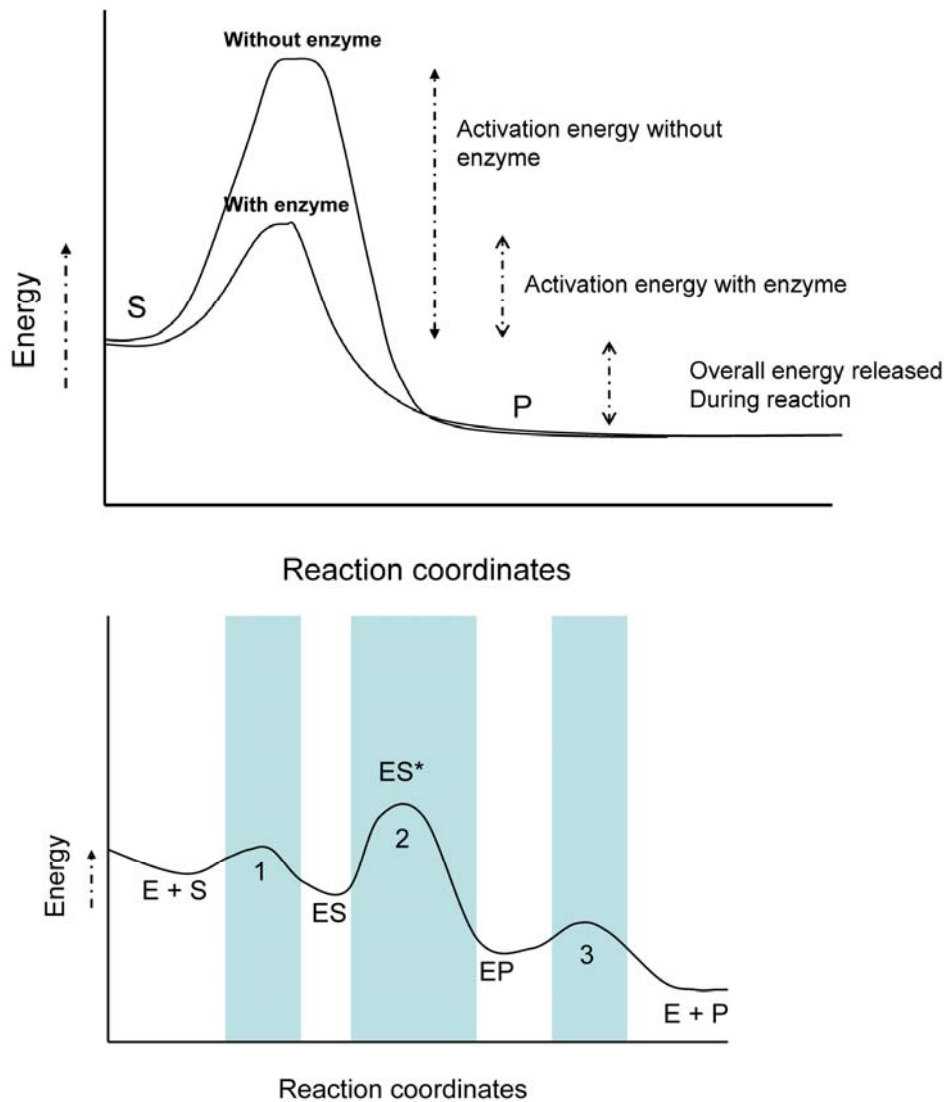 Without enzyme
Activation energy without
enzyme
With enzyme
Energy
S
Activation energy with enzyme
Overall energy released
During reaction
P
Reaction coordinates
ES*
2
1
Energy
E + S
ES
EP
3
E + P
Reaction coordinates